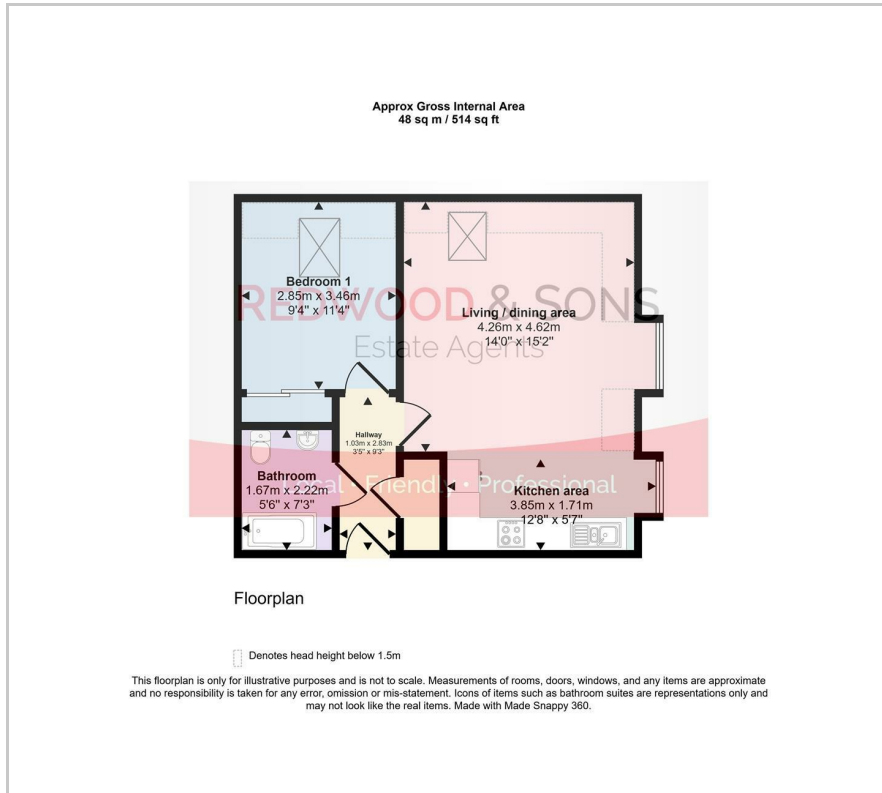 Approx Gross Internal Area
48 sq m / 514 sq ft
Bedroom 1
2.85m x 3.46m
9'4" x 11'4"
REDWOOD & SONS
Estate Agents
Living / dining area
4.26m x 4.62m
14'0" x 15'2"
Hallway
1.03m x 2.83m
3'5" x 9'3"
Bathroom
1.67m x 2.22m
5'6" x 7'3"
Local • Friendly • Professional
Kitchen area
3.85m x 1.71m
12'8" x 5'7"
Floorplan
Denotes head height below 1.5m
This floorplan is only for illustrative purposes and is not to scale. Measurements of rooms, doors, windows, and any items are approximate
and no responsibility is taken for any error, omission or mis-statement. Icons of items such as bathroom suites are representations only and
may not look like the real items. Made with Made Snappy 360.